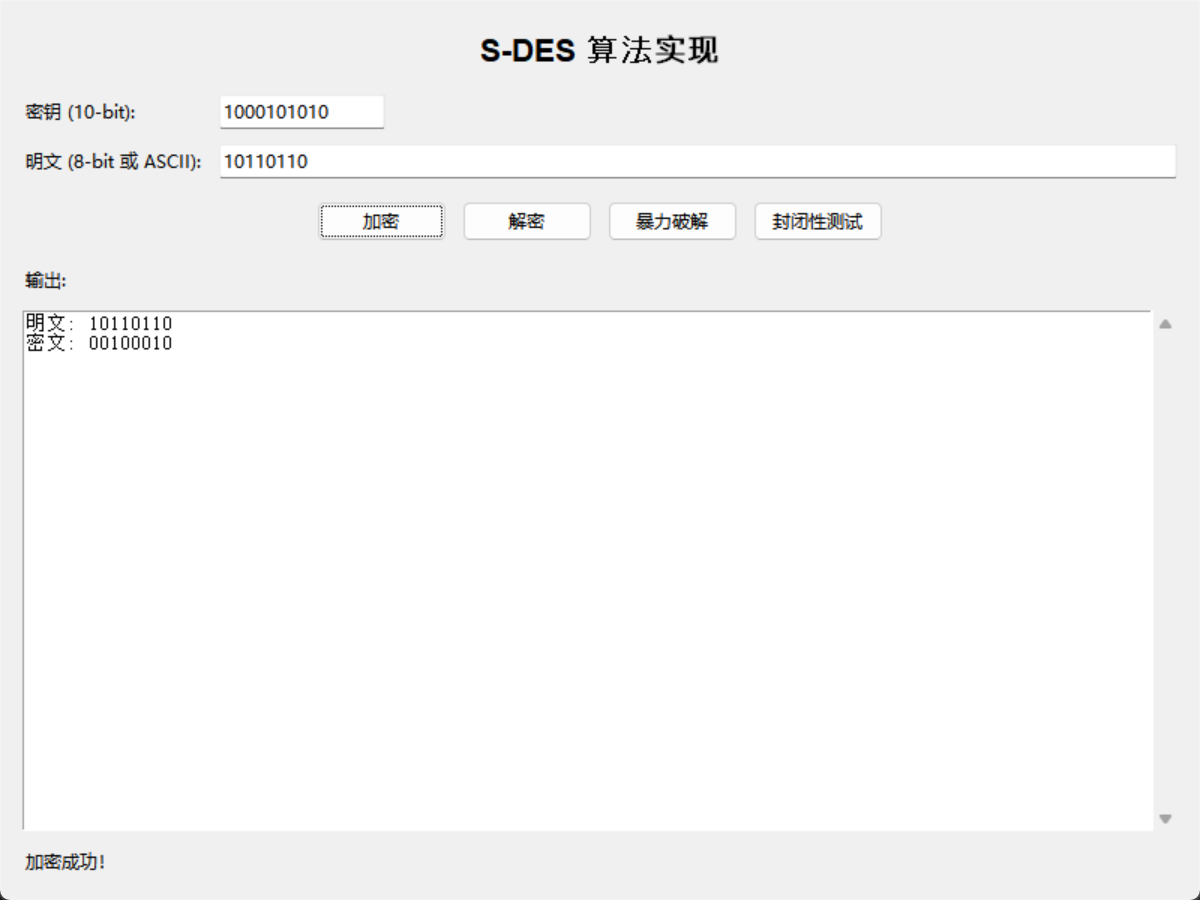 S-DES 算法实现
密钥 (10-bit): 1000101010
明文 (8-bit 或 ASCII): 10110110
加密 解密 暴力破解 封闭性测试
输出:
明文: 10110110
密文: 00100010
加密成功!